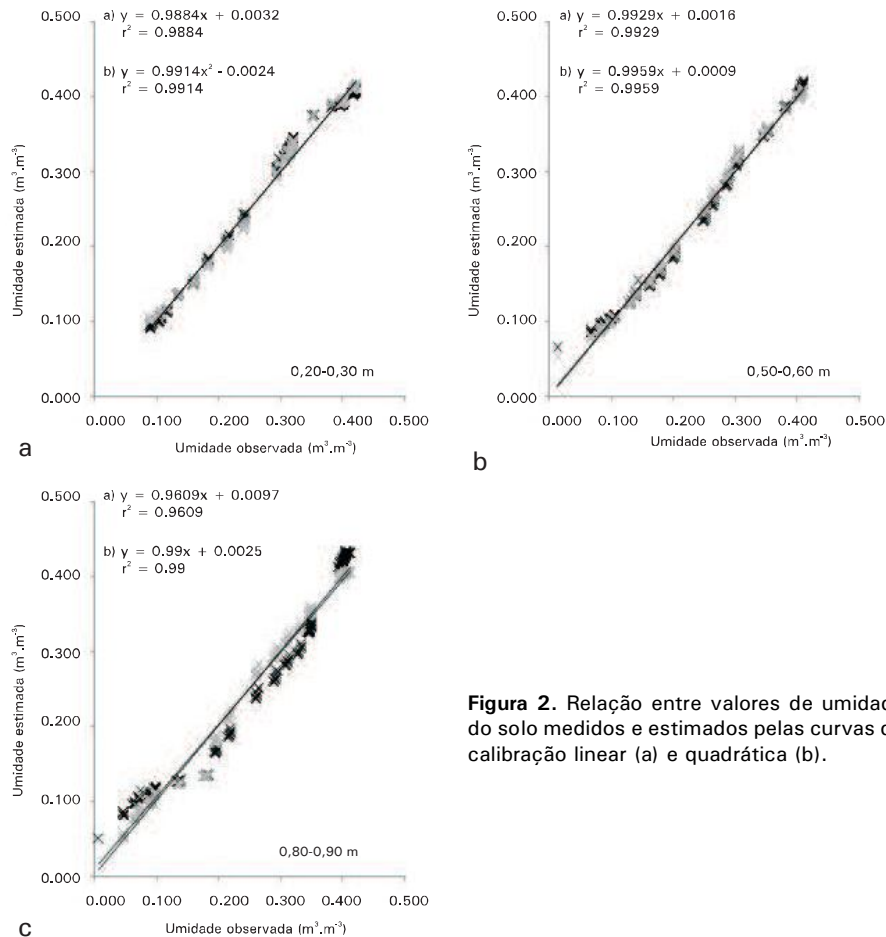 a) y = 0.9884x + 0.0032
r² = 0.9884
b) y = 0.9914x² - 0.0024
r² = 0.9914
0.500
0.400
0.300
0.200
0.100
0.000
Umidade estimada (m³.m⁻³)
0,20-0,30 m
0.000 0.100 0.200 0.300 0.400 0.500
Umidade observada (m³.m⁻³)
a
a) y = 0.9929x + 0.0016
r² = 0.9929
b) y = 0.9959x + 0.0009
r² = 0.9959
0.500
0.400
0.300
0.200
0.100
0.000
Umidade estimada (m³.m⁻³)
0,50-0,60 m
0.000 0.100 0.200 0.300 0.400 0.500
Umidade observada (m³.m⁻³)
b
a) y = 0.9609x + 0.0097
r² = 0.9609
b) y = 0.99x + 0.0025
r² = 0.99
0.500
0.400
0.300
0.200
0.100
0.000
Umidade estimada (m³.m⁻³)
0,80-0,90 m
0.000 0.100 0.200 0.300 0.400 0.500
Umidade observada (m³.m⁻³)
c
Figura 2. Relação entre valores de umidad
do solo medidos e estimados pelas curvas
calibração linear (a) e quadrática (b).